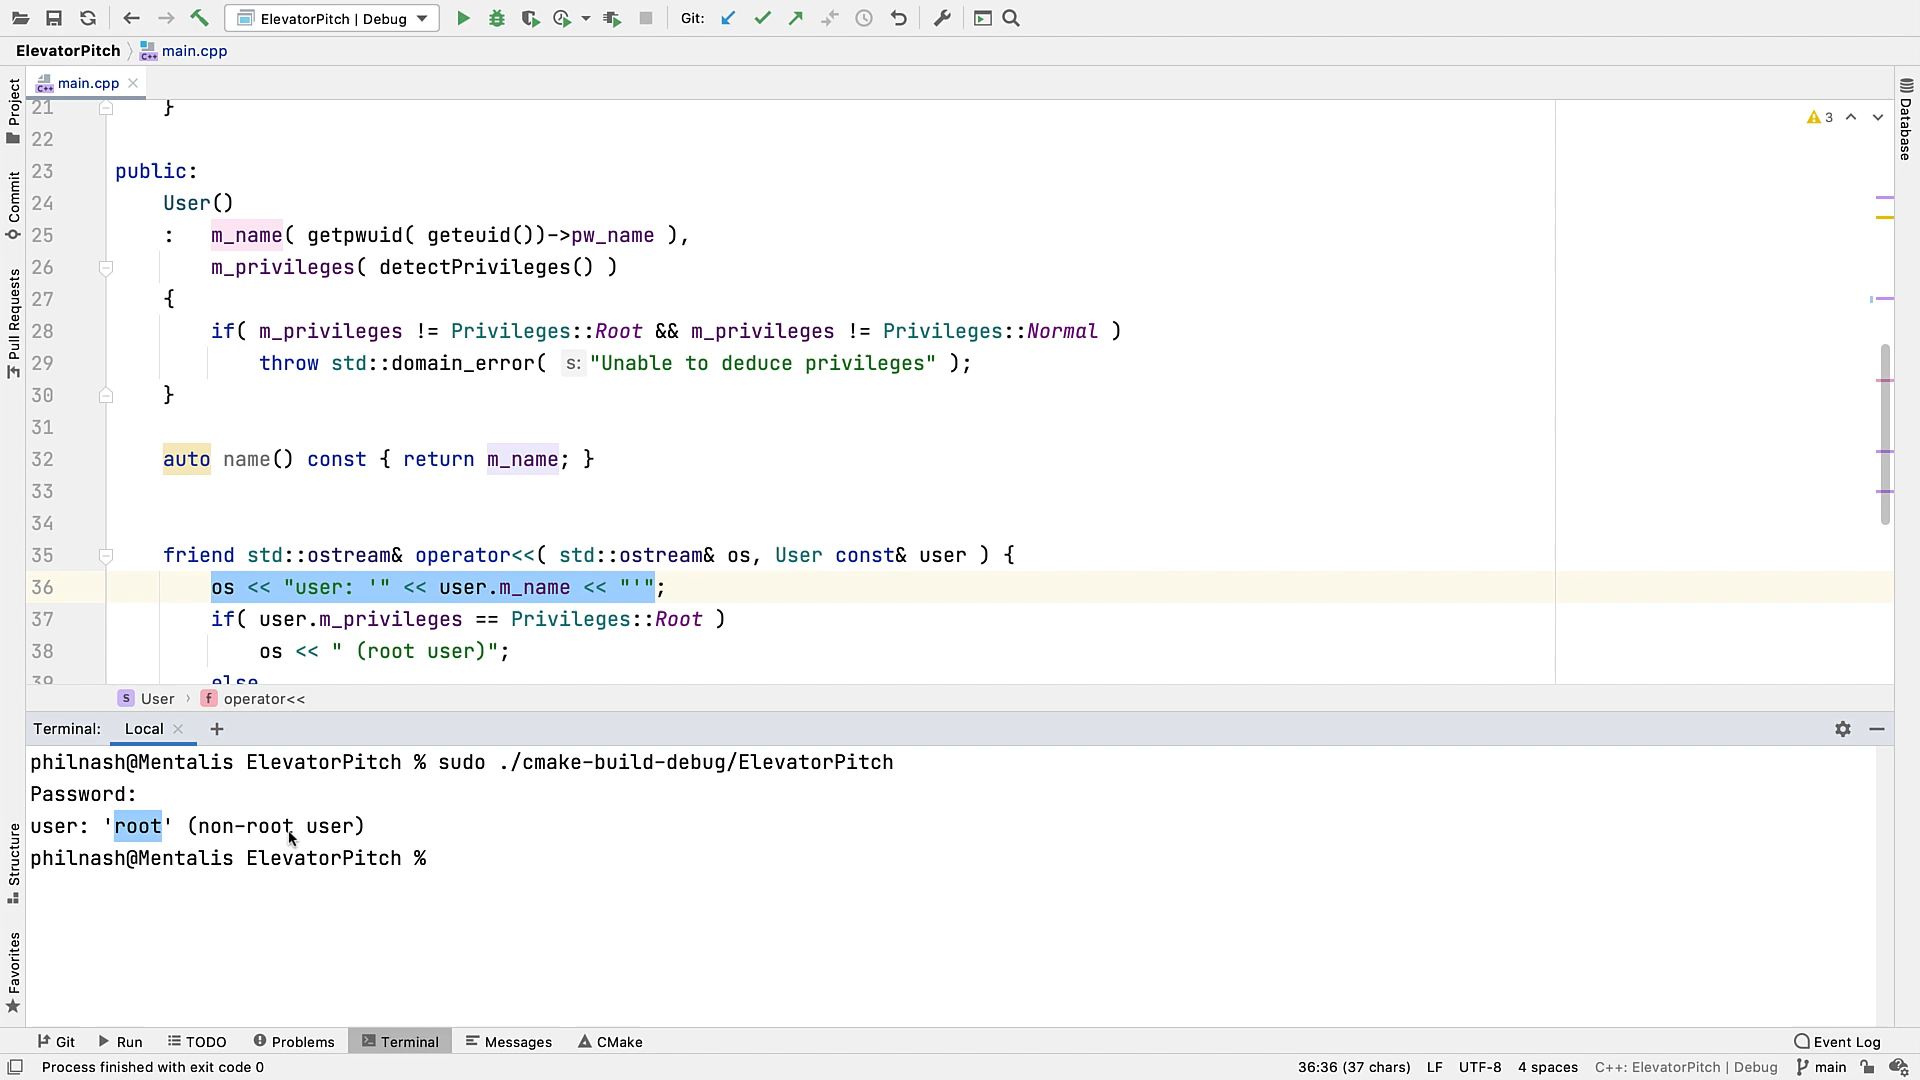 ElevatorPitch | Debug
Git:
ElevatorPitch
main.cpp
main.cpp
Project
Commit
Pull Requests
Structure
Favorites
Database
3
21 }
22
23 public:
24 User()
25 : m_name( getpwuid( geteuid())->pw_name ),
26 m_privileges( detectPrivileges() )
27 {
28 if( m_privileges != Privileges::Root && m_privileges != Privileges::Normal )
29 throw std::domain_error( s: "Unable to deduce privileges" );
30 }
31
32 auto name() const { return m_name; }
33
34
35 friend std::ostream& operator<<( std::ostream& os, User const& user ) {
36 os << "user: '" << user.m_name << "'";
37 if( user.m_privileges == Privileges::Root )
38 os << " (root user)";
39 else
S User › f operator<<
Terminal: Local
philnash@Mentalis ElevatorPitch % sudo ./cmake-build-debug/ElevatorPitch
Password:
user: 'root' (non-root user)
philnash@Mentalis ElevatorPitch %
Git Run TODO Problems Terminal Messages CMake Event Log
Process finished with exit code 0 36:36 (37 chars) LF UTF-8 4 spaces C++: ElevatorPitch | Debug main